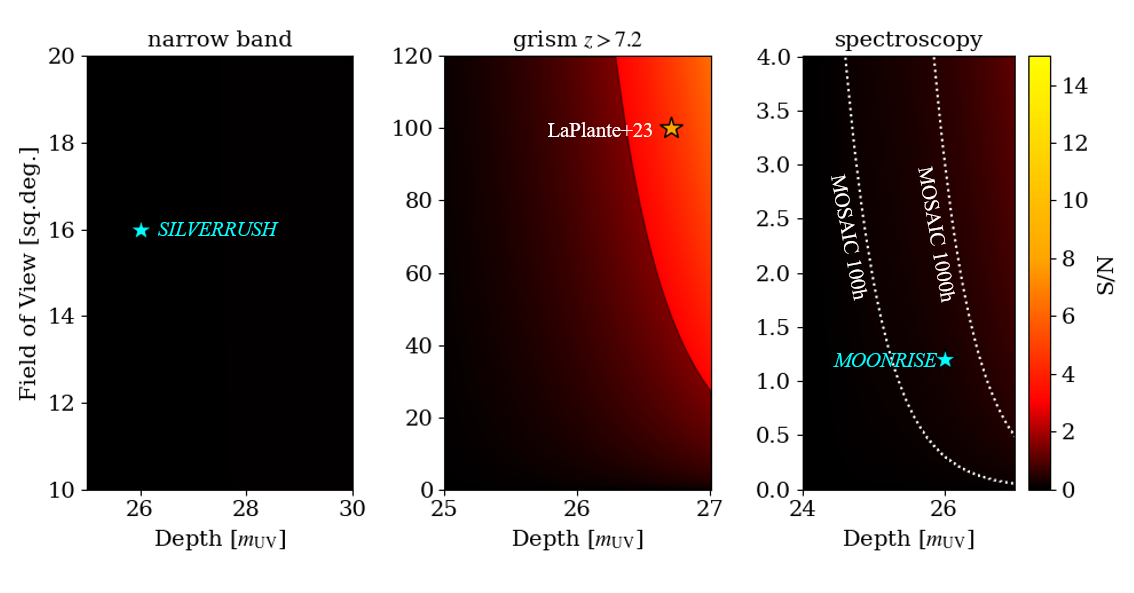 narrow band
grism z > 7.2
spectroscopy
Field of View [sq.deg.]
20
18
16
14
12
10
26
28
30
Depth [mUV]
SILVERRUSH
120
100
80
60
40
20
0
25
26
27
Depth [mUV]
LaPlante+23
4.0
3.5
3.0
2.5
2.0
1.5
1.0
0.5
0.0
24
26
Depth [mUV]
MOSAIC 100h
MOSAIC 1000h
MOONRISE
14
12
10
8
6
4
2
0
N/S